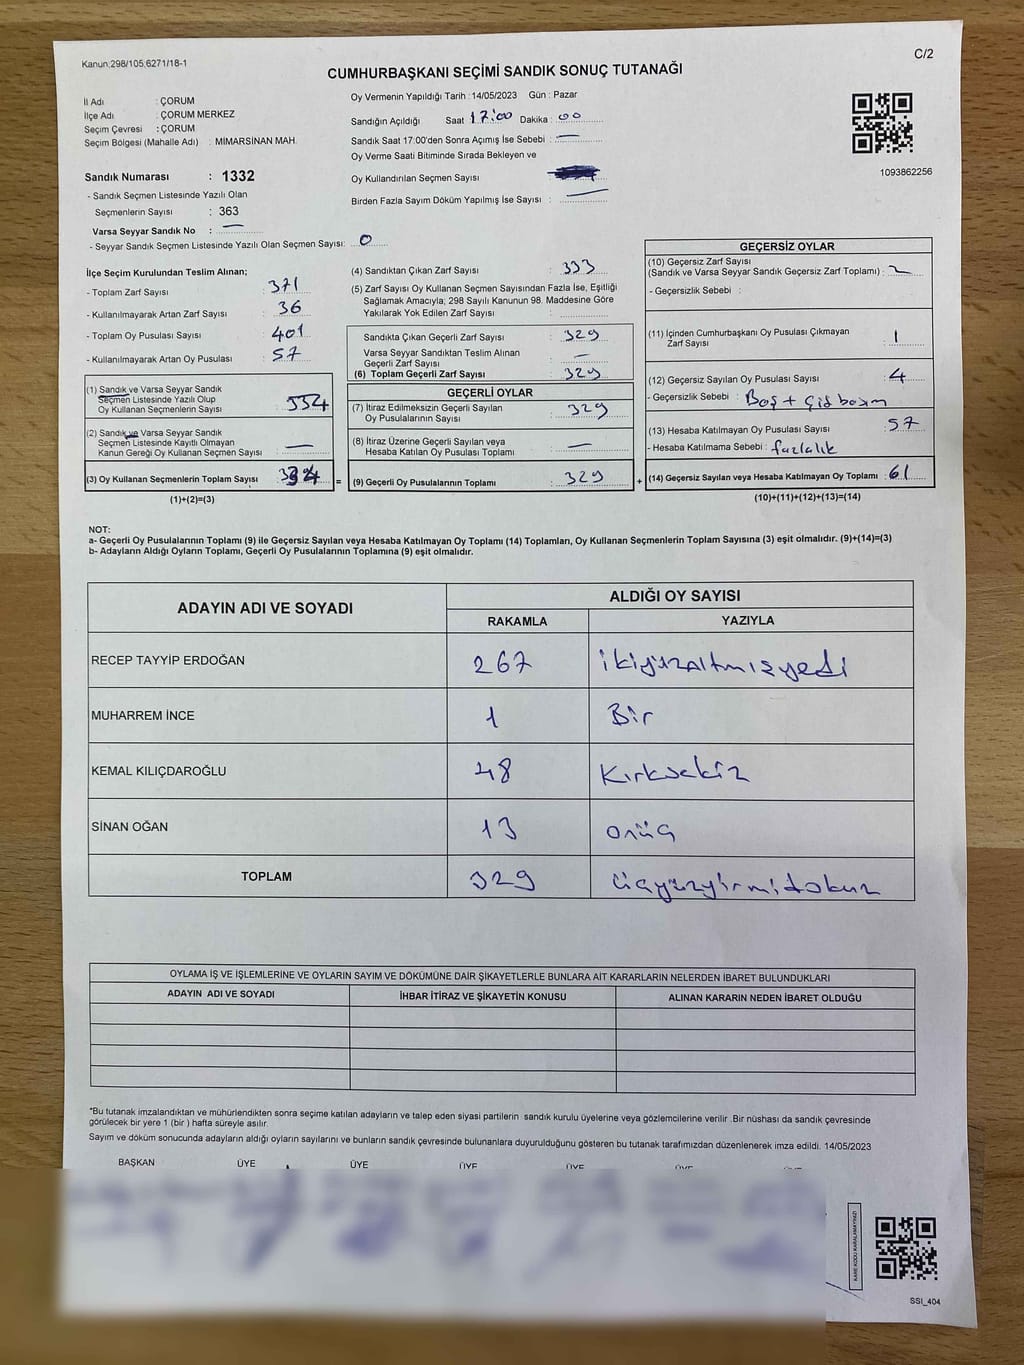 Kanun:298/105;6271/18-1
C/2
CUMHURBAŞKANI SEÇİMİ SANDIK SONUÇ TUTANAĞI
İl Adı : ÇORUM
İlçe Adı : ÇORUM MERKEZ
Seçim Çevresi : ÇORUM
Seçim Bölgesi (Mahalle Adı) : MİMARSİNAN MAH.
Sandık Numarası : 1332
- Sandık Seçmen Listesinde Yazılı Olan
Seçmenlerin Sayısı : 363
Varsa Seyyar Sandık No : —
- Seyyar Sandık Seçmen Listesinde Yazılı Olan Seçmen Sayısı: 0
Oy Vermenin Yapıldığı Tarih : 14/05/2023 Gün : Pazar
Sandığın Açıldığı Saat 17:00 Dakika : 00
Sandık Saat 17:00'den Sonra Açımış İse Sebebi : —
Oy Verme Saati Bitiminde Sırada Bekleyen ve
Oy Kullandırılan Seçmen Sayısı :
Birden Fazla Sayım Döküm Yapılmış İse Sayısı : —
1093862256
İlçe Seçim Kurulundan Teslim Alınan;
- Toplam Zarf Sayısı : 371
- Kullanılmayarak Artan Zarf Sayısı : 36
- Toplam Oy Pusulası Sayısı : 401
- Kullanılmayarak Artan Oy Pusulası : 57
(1) Sandık ve Varsa Seyyar Sandık
Seçmen Listesinde Yazılı Olup
Oy Kullanan Seçmenlerin Sayısı : 334
(2) Sandık ve Varsa Seyyar Sandık
Seçmen Listesinde Kayıtlı Olmayan
Kanun Gereği Oy Kullanan Seçmen Sayısı : —
(3) Oy Kullanan Seçmenlerin Toplam Sayısı : 334 =
(1)+(2)=(3)
(4) Sandıktan Çıkan Zarf Sayısı : 333
(5) Zarf Sayısı Oy Kullanan Seçmen Sayısından Fazla İse, Eşitliği
Sağlamak Amacıyla; 298 Sayılı Kanunun 98. Maddesine Göre
Yakılarak Yok Edilen Zarf Sayısı :
Sandıkta Çıkan Geçerli Zarf Sayısı : 329
Varsa Seyyar Sandıktan Teslim Alınan
Geçerli Zarf Sayısı : —
(6) Toplam Geçerli Zarf Sayısı : 329
GEÇERLİ OYLAR
(7) İtiraz Edilmeksizin Geçerli Sayılan
Oy Pusulalarının Sayısı : 329
(8) İtiraz Üzerine Geçerli Sayılan veya
Hesaba Katılan Oy Pusulası Toplamı : —
(9) Geçerli Oy Pusulalarının Toplamı : 329 +
GEÇERSİZ OYLAR
(10) Geçersiz Zarf Sayısı
(Sandık ve Varsa Seyyar Sandık Geçersiz Zarf Toplamı) :
- Geçersizlik Sebebi :
(11) İçinden Cumhurbaşkanı Oy Pusulası Çıkmayan
Zarf Sayısı : 1
(12) Geçersiz Sayılan Oy Pusulası Sayısı : 4
- Geçersizlik Sebebi : Boş + Çift basım
(13) Hesaba Katılmayan Oy Pusulası Sayısı : 57
- Hesaba Katılmama Sebebi : fazlalık
(14) Geçersiz Sayılan veya Hesaba Katılmayan Oy Toplamı : 61
(10)+(11)+(12)+(13)=(14)
NOT:
a- Geçerli Oy Pusulalarının Toplamı (9) ile Geçersiz Sayılan veya Hesaba Katılmayan Oy Toplamı (14) Toplamları, Oy Kullanan Seçmenlerin Toplam Sayısına (3) eşit olmalıdır. (9)+(14)=(3)
b- Adayların Aldığı Oyların Toplamı, Geçerli Oy Pusulalarının Toplamına (9) eşit olmalıdır.
ADAYIN ADI VE SOYADI
ALDIĞI OY SAYISI
RAKAMLA YAZIYLA
RECEP TAYYİP ERDOĞAN 267 ikiyüzaltmışyedi
MUHARREM İNCE 1 Bir
KEMAL KILIÇDAROĞLU 48 Kırksekiz
SİNAN OĞAN 13 onüç
TOPLAM 329 üçyüzyirmidokuz
OYLAMA İŞ VE İŞLEMLERİNE VE OYLARIN SAYIM VE DÖKÜMÜNE DAİR ŞİKAYETLERLE BUNLARA AİT KARARLARIN NELERDEN İBARET BULUNDUKLARI
ADAYIN ADI VE SOYADI İHBAR İTİRAZ VE ŞİKAYETİN KONUSU ALINAN KARARIN NEDEN İBARET OLDUĞU
*Bu tutanak imzalandıktan ve mühürlendikten sonra seçime katılan adayların ve talep eden siyasi partilerin sandık kurulu üyelerine veya gözlemcilerine verilir .Bir nüshası da sandık çevresinde
görülecek bir yere 1 (bir ) hafta süreyle asılır.
Sayım ve döküm sonucunda adayların aldığı oyların sayılarını ve bunların sandık çevresinde bulunanlara duyurulduğunu gösteren bu tutanak tarafımızdan düzenlenerek imza edildi. 14/05/2023
BAŞKAN ÜYE ÜYE ÜYE ÜYE ÜYE ÜYE
KARE KODU KARALAMAYINIZ!
SSI_404